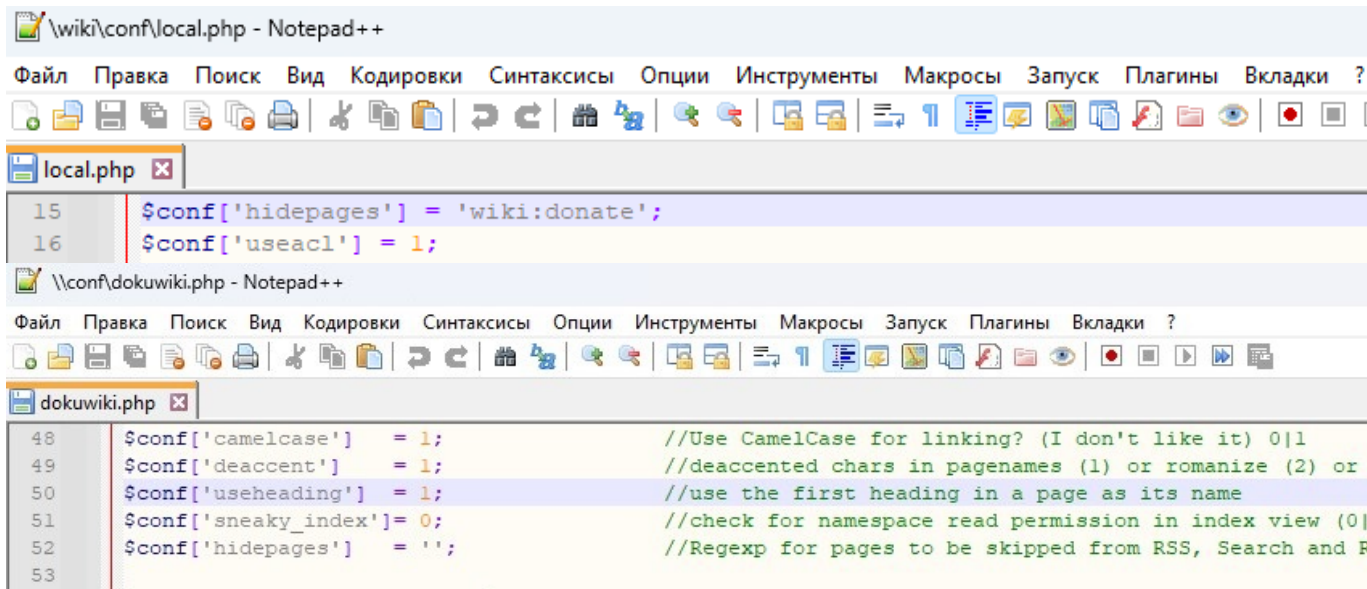 \wiki\conf\local.php - Notepad++
Файл Правка Поиск Вид Кодировки Синтаксисы Опции Инструменты Макросы Запуск Плагины Вкладки ?
local.php
15 $conf['hidepages'] = 'wiki:donate';
16 $conf['useacl'] = 1;
\\conf\dokuwiki.php - Notepad++
Файл Правка Поиск Вид Кодировки Синтаксисы Опции Инструменты Макросы Запуск Плагины Вкладки ?
dokuwiki.php
48 $conf['camelcase'] = 1; //Use CamelCase for linking? (I don't like it) 0|1
49 $conf['deaccent'] = 1; //deaccented chars in pagenames (1) or romanize (2) or
50 $conf['useheading'] = 1; //use the first heading in a page as its name
51 $conf['sneaky_index']= 0; //check for namespace read permission in index view (0|
52 $conf['hidepages'] = ''; //Regexp for pages to be skipped from RSS, Search and
53